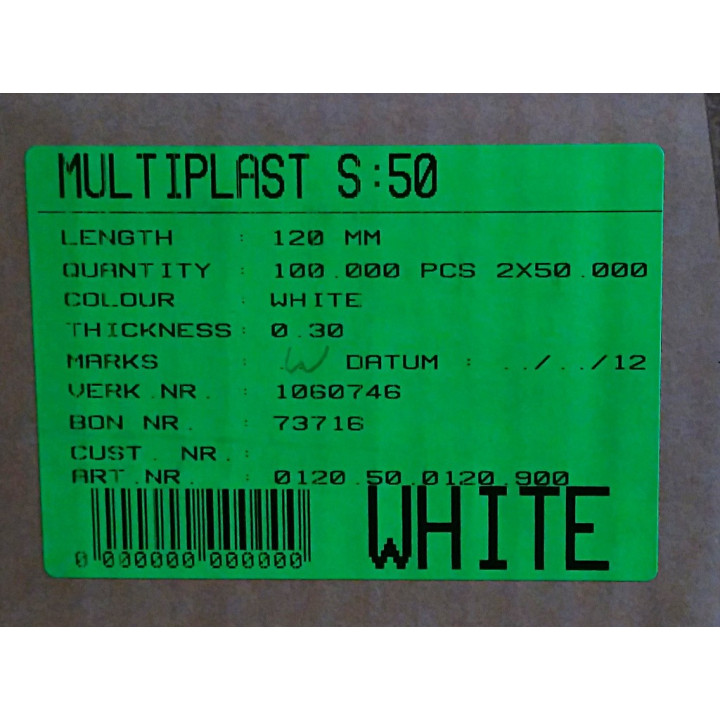 MULTIPLAST S:50
LENGTH : 120 MM
QUANTITY : 100.000 PCS 2X50.000
COLOUR : WHITE
THICKNESS : 0.30
MARKS : W DATUM : ../../12
VERK.NR. : 1060746
BON NR. : 73716
CUST. NR. :
ART.NR. : 0120.50.0120.900
0 000000 000000
WHITE